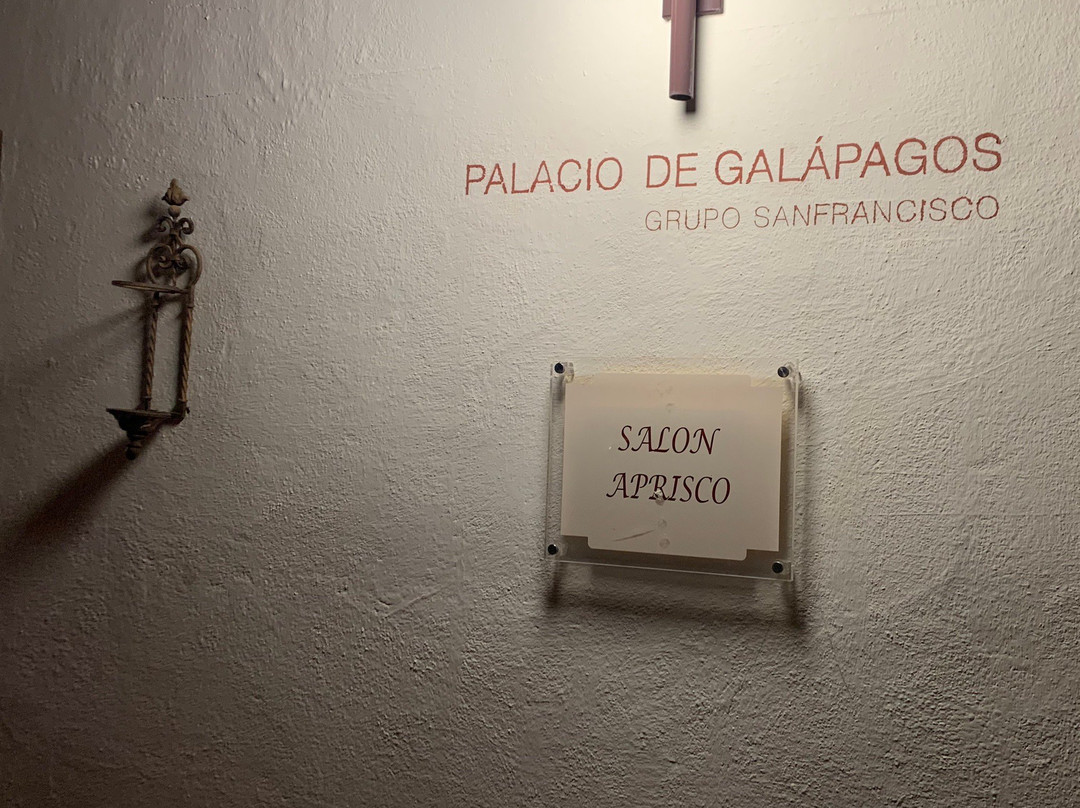 PALACIO DE GALÁPAGOS
GRUPO SANFRANCISCO
SALON
APRISCO